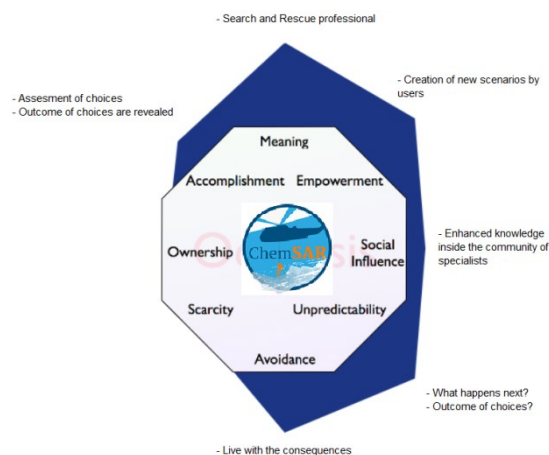 - Search and Rescue professional
- Creation of new scenarios by
users
- Assesment of choices
- Outcome of choices are revealed
Meaning
Accomplishment
Empowerment
ChemSAR
Ownership
Social
Influence
- Enhanced knowledge
inside the community of
specialists
Scarcity
Unpredictability
Avoidance
- What happens next?
- Outcome of choices?
- Live with the consequences